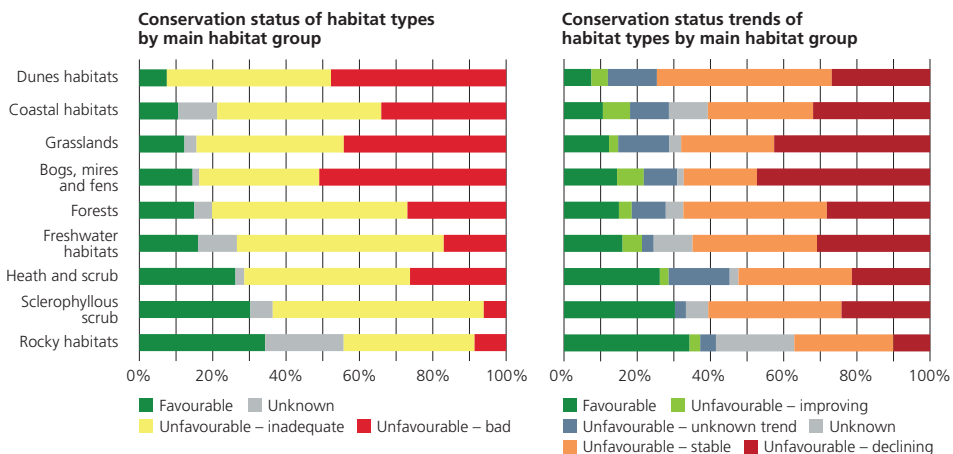 Conservation status of habitat types
by main habitat group
Dunes habitats
Coastal habitats
Grasslands
Bogs, mires
and fens
Forests
Freshwater
habitats
Heath and scrub
Sclerophyllous
scrub
Rocky habitats
0% 20% 40% 60% 80% 100%
Favourable Unknown
Unfavourable – inadequate Unfavourable – bad
Conservation status trends of
habitat types by main habitat group
0% 20% 40% 60% 80% 100%
Favourable Unfavourable – improving
Unfavourable – unknown trend Unknown
Unfavourable – stable Unfavourable – declining